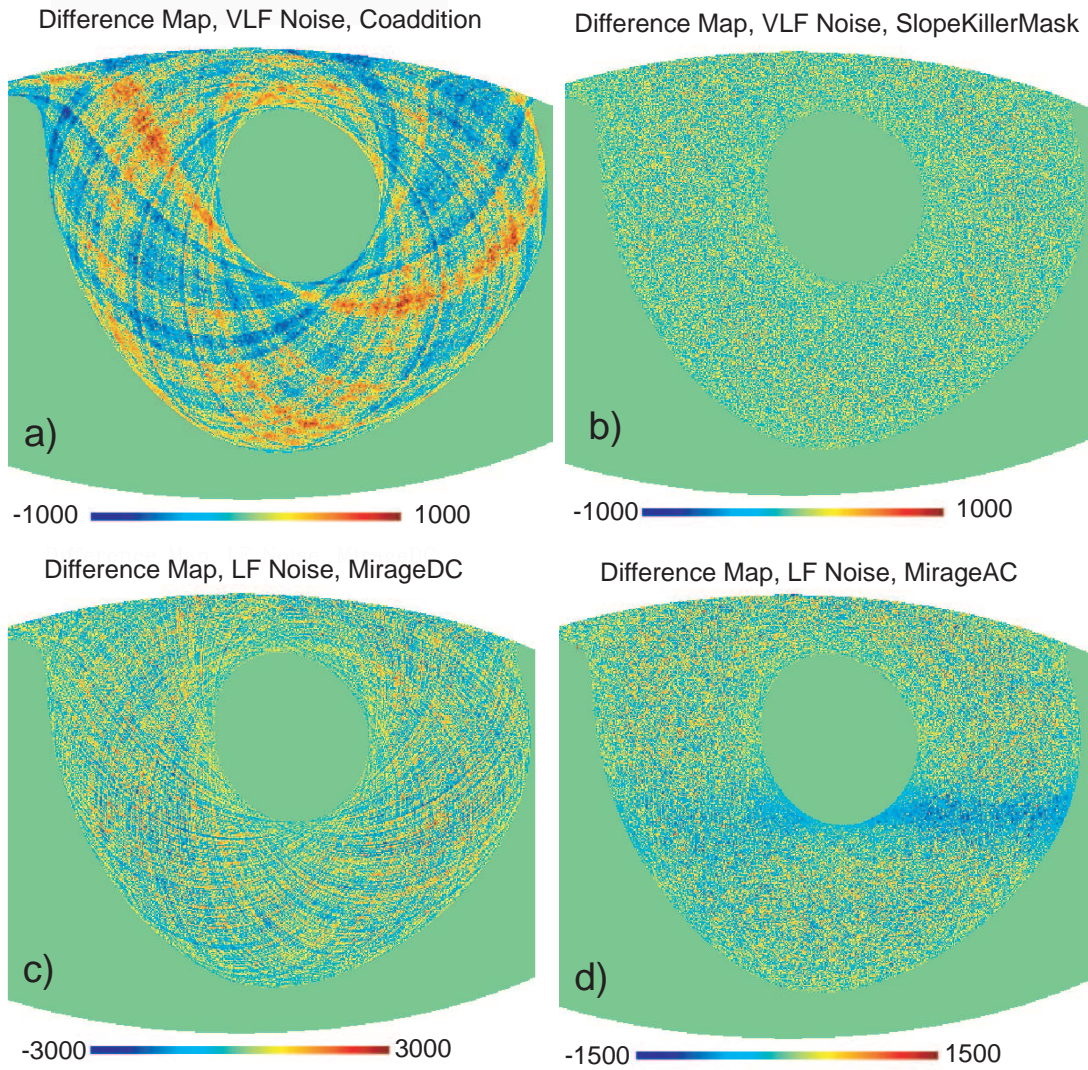 Difference Map, VLF Noise, Coaddition
Difference Map, VLF Noise, SlopeKillerMask
a)
b)
-1000 1000
-1000 1000
Difference Map, LF Noise, MirageDC
Difference Map, LF Noise, MirageAC
c)
d)
-3000 3000
-1500 1500